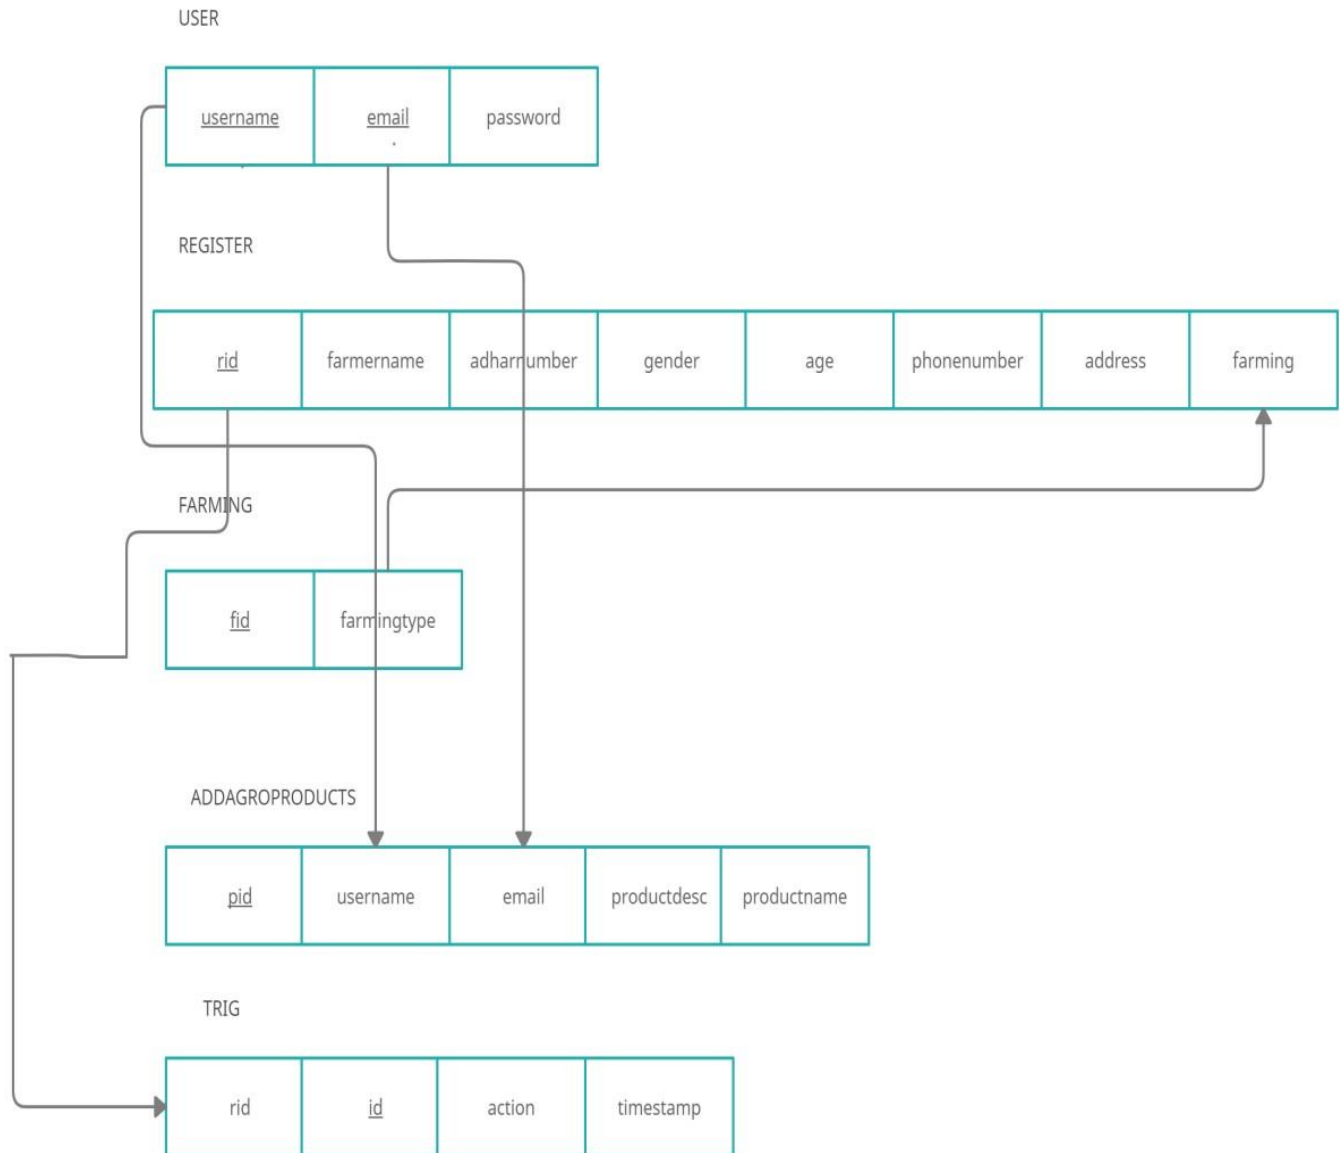 USER
username email password
REGISTER
rid farmername adharnumber gender age phonenumber address farming
FARMING
fid farmingtype
ADDAGROPRODUCTS
pid username email productdesc productname
TRIG
rid id action timestamp